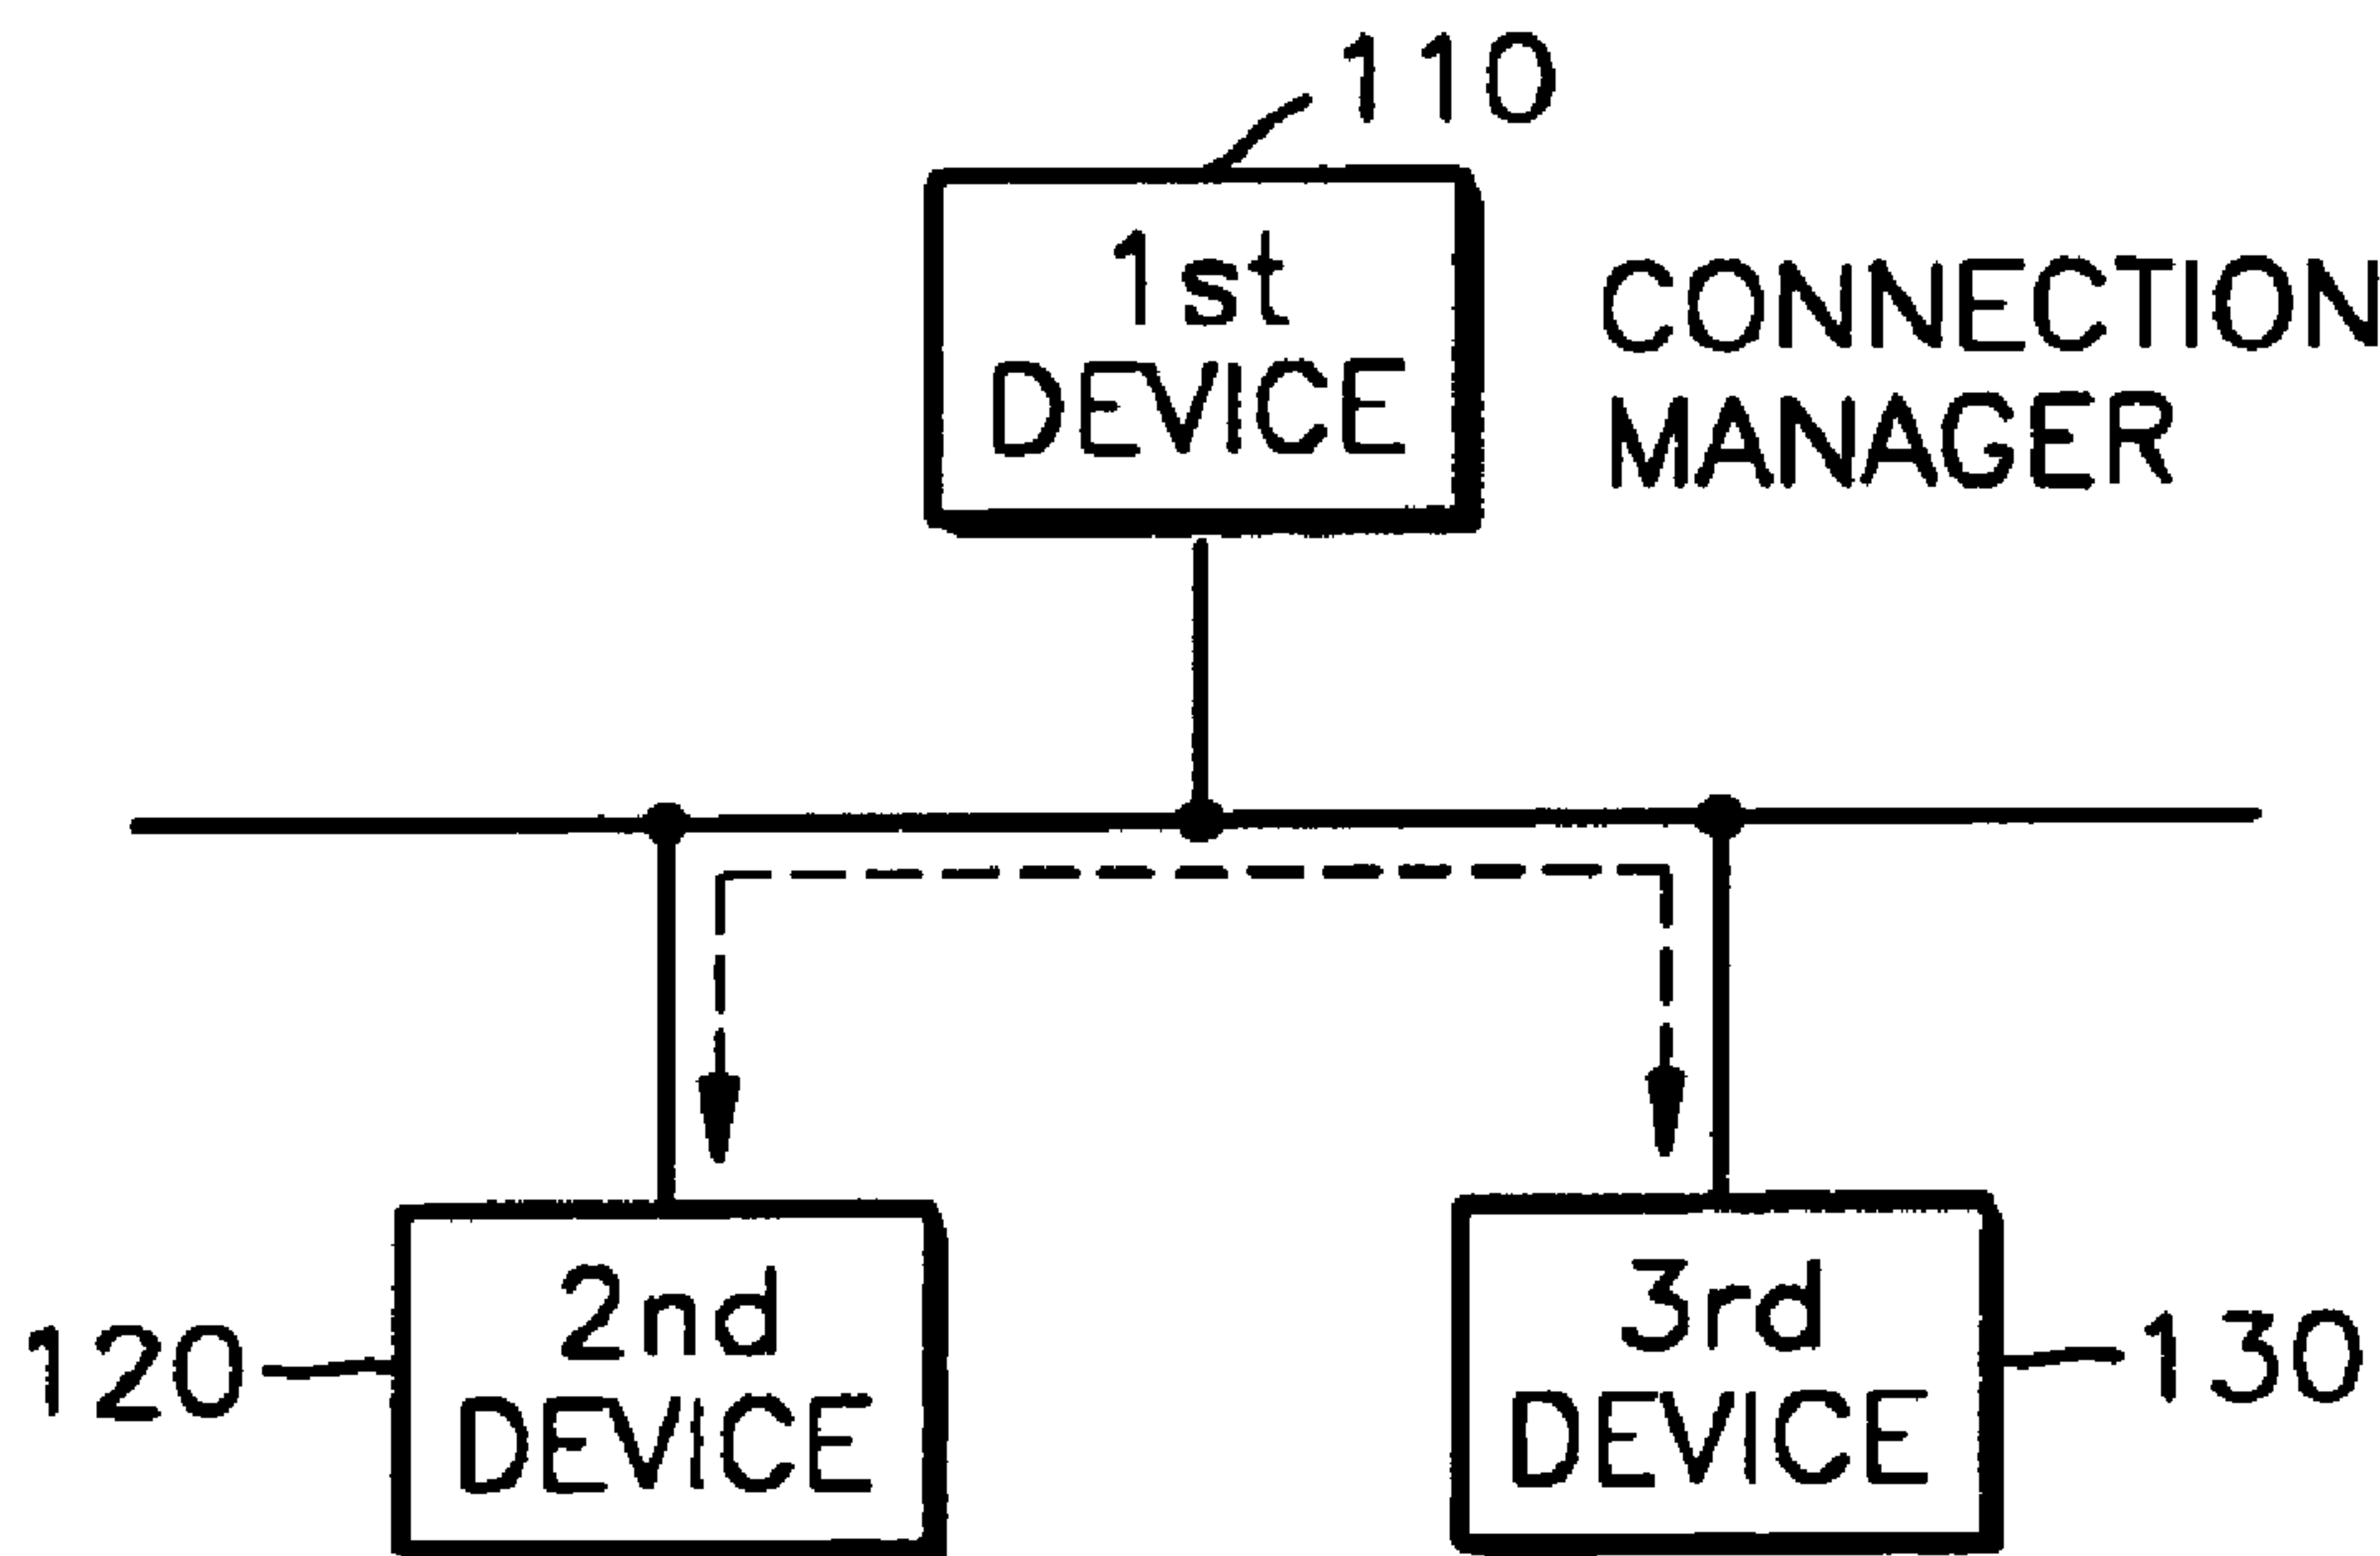 110
1st
DEVICE
CONNECTION
MANAGER
2nd
DEVICE
120
3rd
DEVICE
130